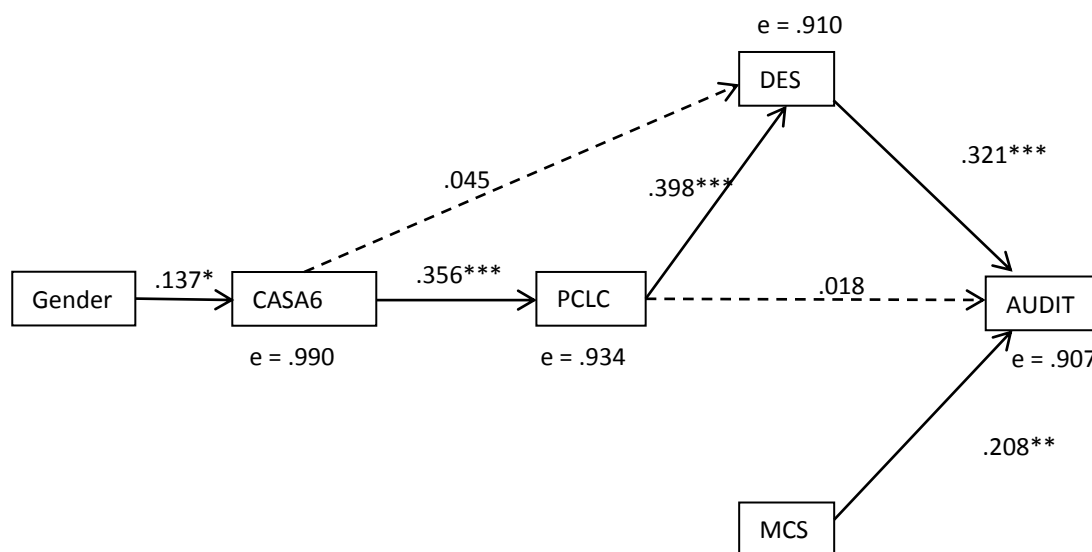 e = .910
DES
.321***
.045
.398***
Gender
.137*
CASA6
.356***
PCLC
.018
AUDIT
e = .990
e = .934
e = .907
.208**
MCS